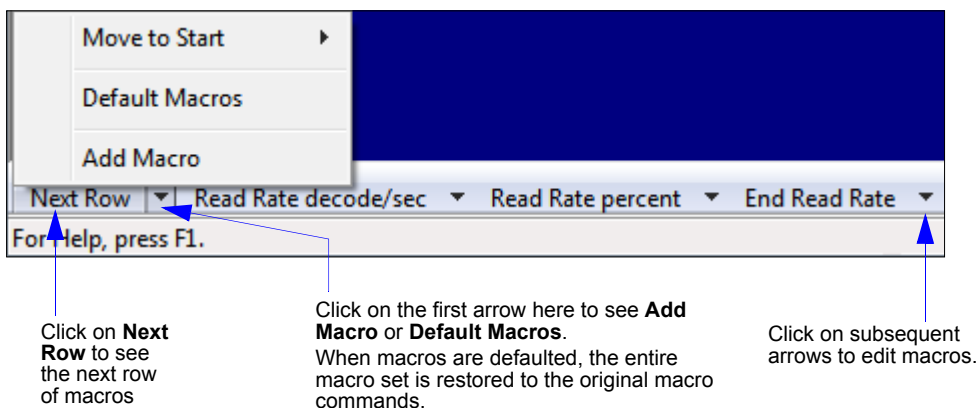 Move to Start
Default Macros
Add Macro
Next Row Read Rate decode/sec Read Rate percent End Read Rate
For Help, press F1.
Click on Next
Row to see
the next row
of macros
Click on the first arrow here to see Add
Macro or Default Macros.
When macros are defaulted, the entire
macro set is restored to the original macro
commands.
Click on subsequent
arrows to edit macros.